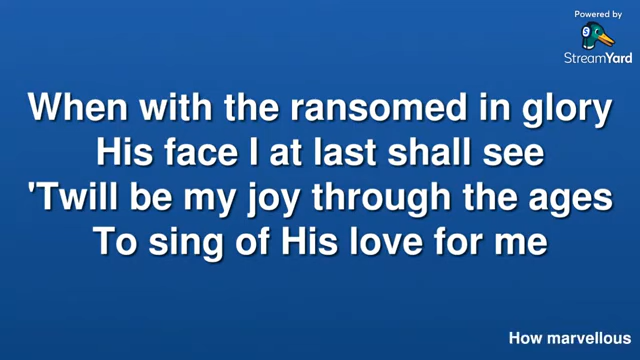 Powered by
StreamYard
When with the ransomed in glory
His face I at last shall see
'Twill be my joy through the ages
To sing of His love for me
How marvellous